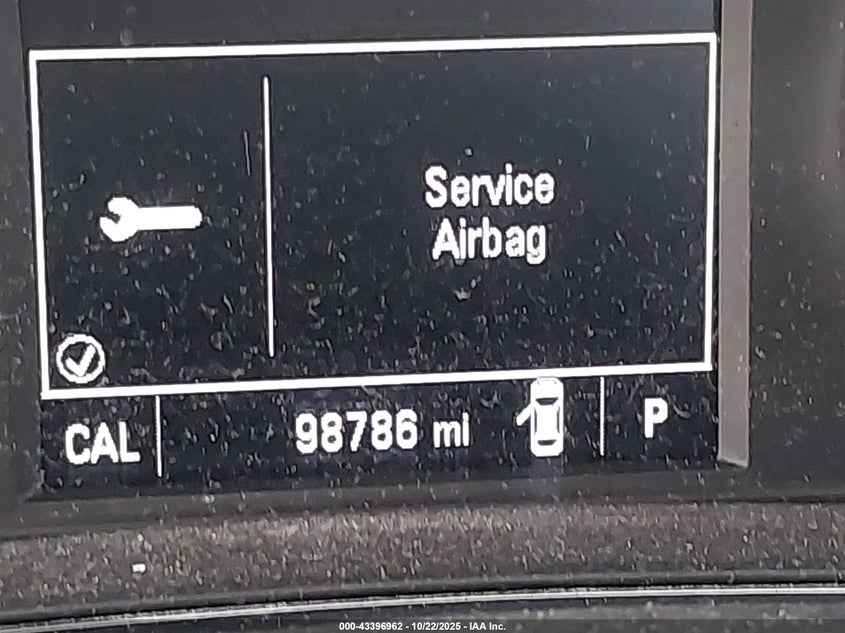 Service
Airbag
CAL 98786 mi P
000-43396962 - 10/22/2025 - IAA Inc.